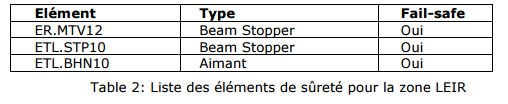 Elément Type Fail-safe
ER.MTV12 Beam Stopper Oui
ETL.STP10 Beam Stopper Oui
ETL.BHN10 Aimant Oui
Table 2: Liste des éléments de sûreté pour la zone LEIR